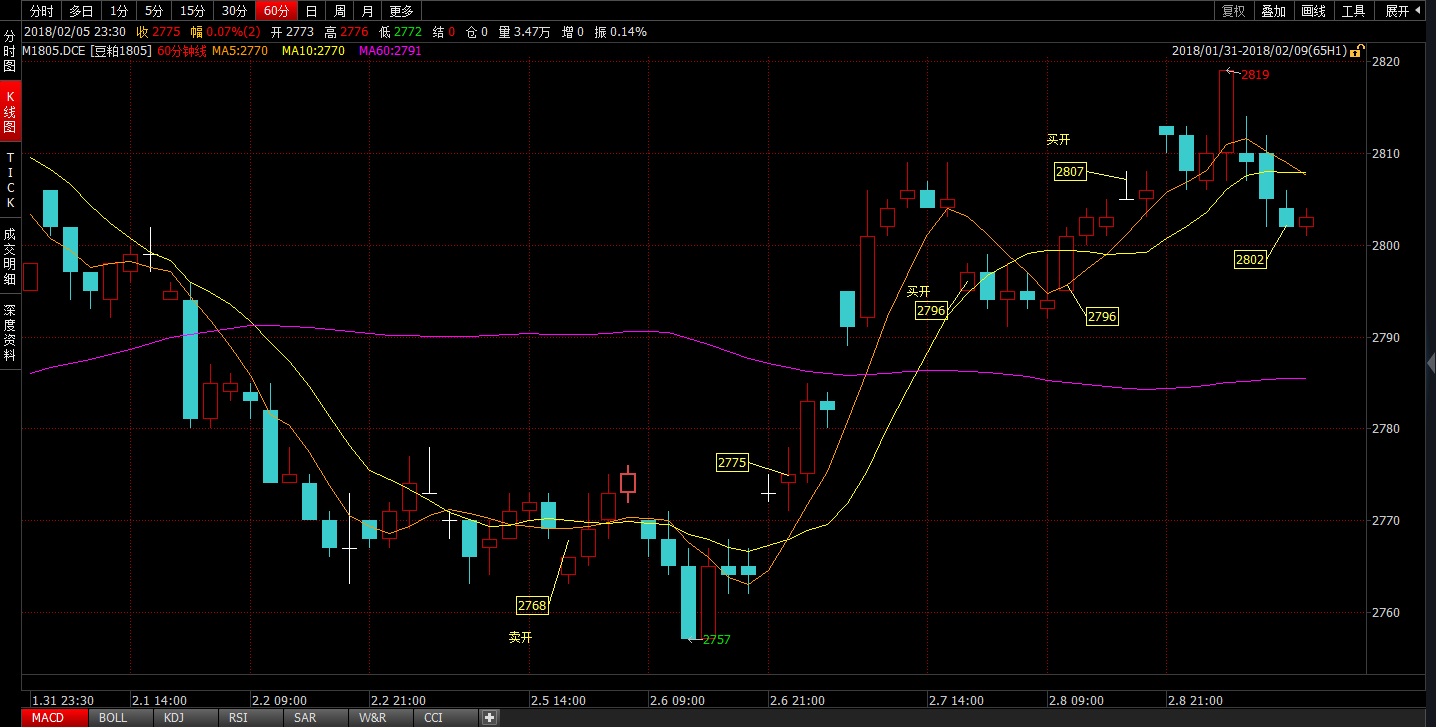 分时 多日 1分 5分 15分 30分 60分 日 周 月 更多 复权 叠加 画线 工具 展开
2018/02/05 23:30 收 2775 幅 0.07%(2) 开 2773 高 2776 低 2772 结 0 仓 0 量 3.47万 增 0 振 0.14%
M1805.DCE [豆粕1805] 60分钟线 MA5:2770 MA10:2770 MA60:2791 2018/01/31-2018/02/09(65H1)
分时图
K线图
TICK
成交明细
深度资料
2820
2819
2810
买开
2807
2800
2802
买开
2796
2796
2790
2780
2775
2770
2768
2760
卖开
2757
1.31 23:30 2.1 14:00 2.2 09:00 2.2 21:00 2.5 14:00 2.6 09:00 2.6 21:00 2.7 14:00 2.8 09:00 2.8 21:00
MACD BOLL KDJ RSI SAR W&R CCI